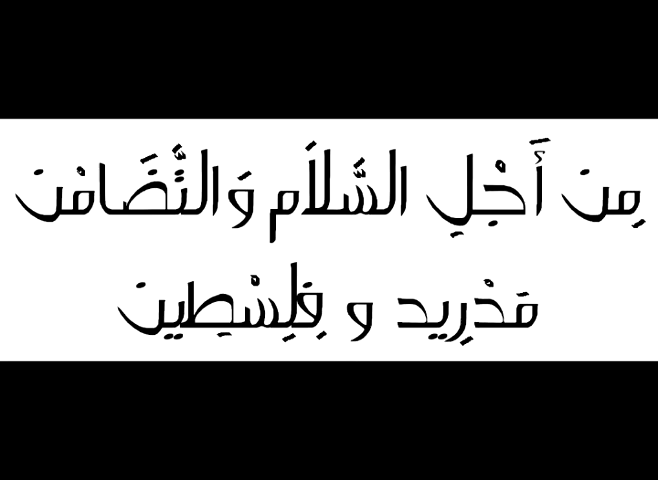 مِن أَجْلِ السَّلاَم وَالتَّضَامْن
مَدْرِيد و فِلِسْطِين